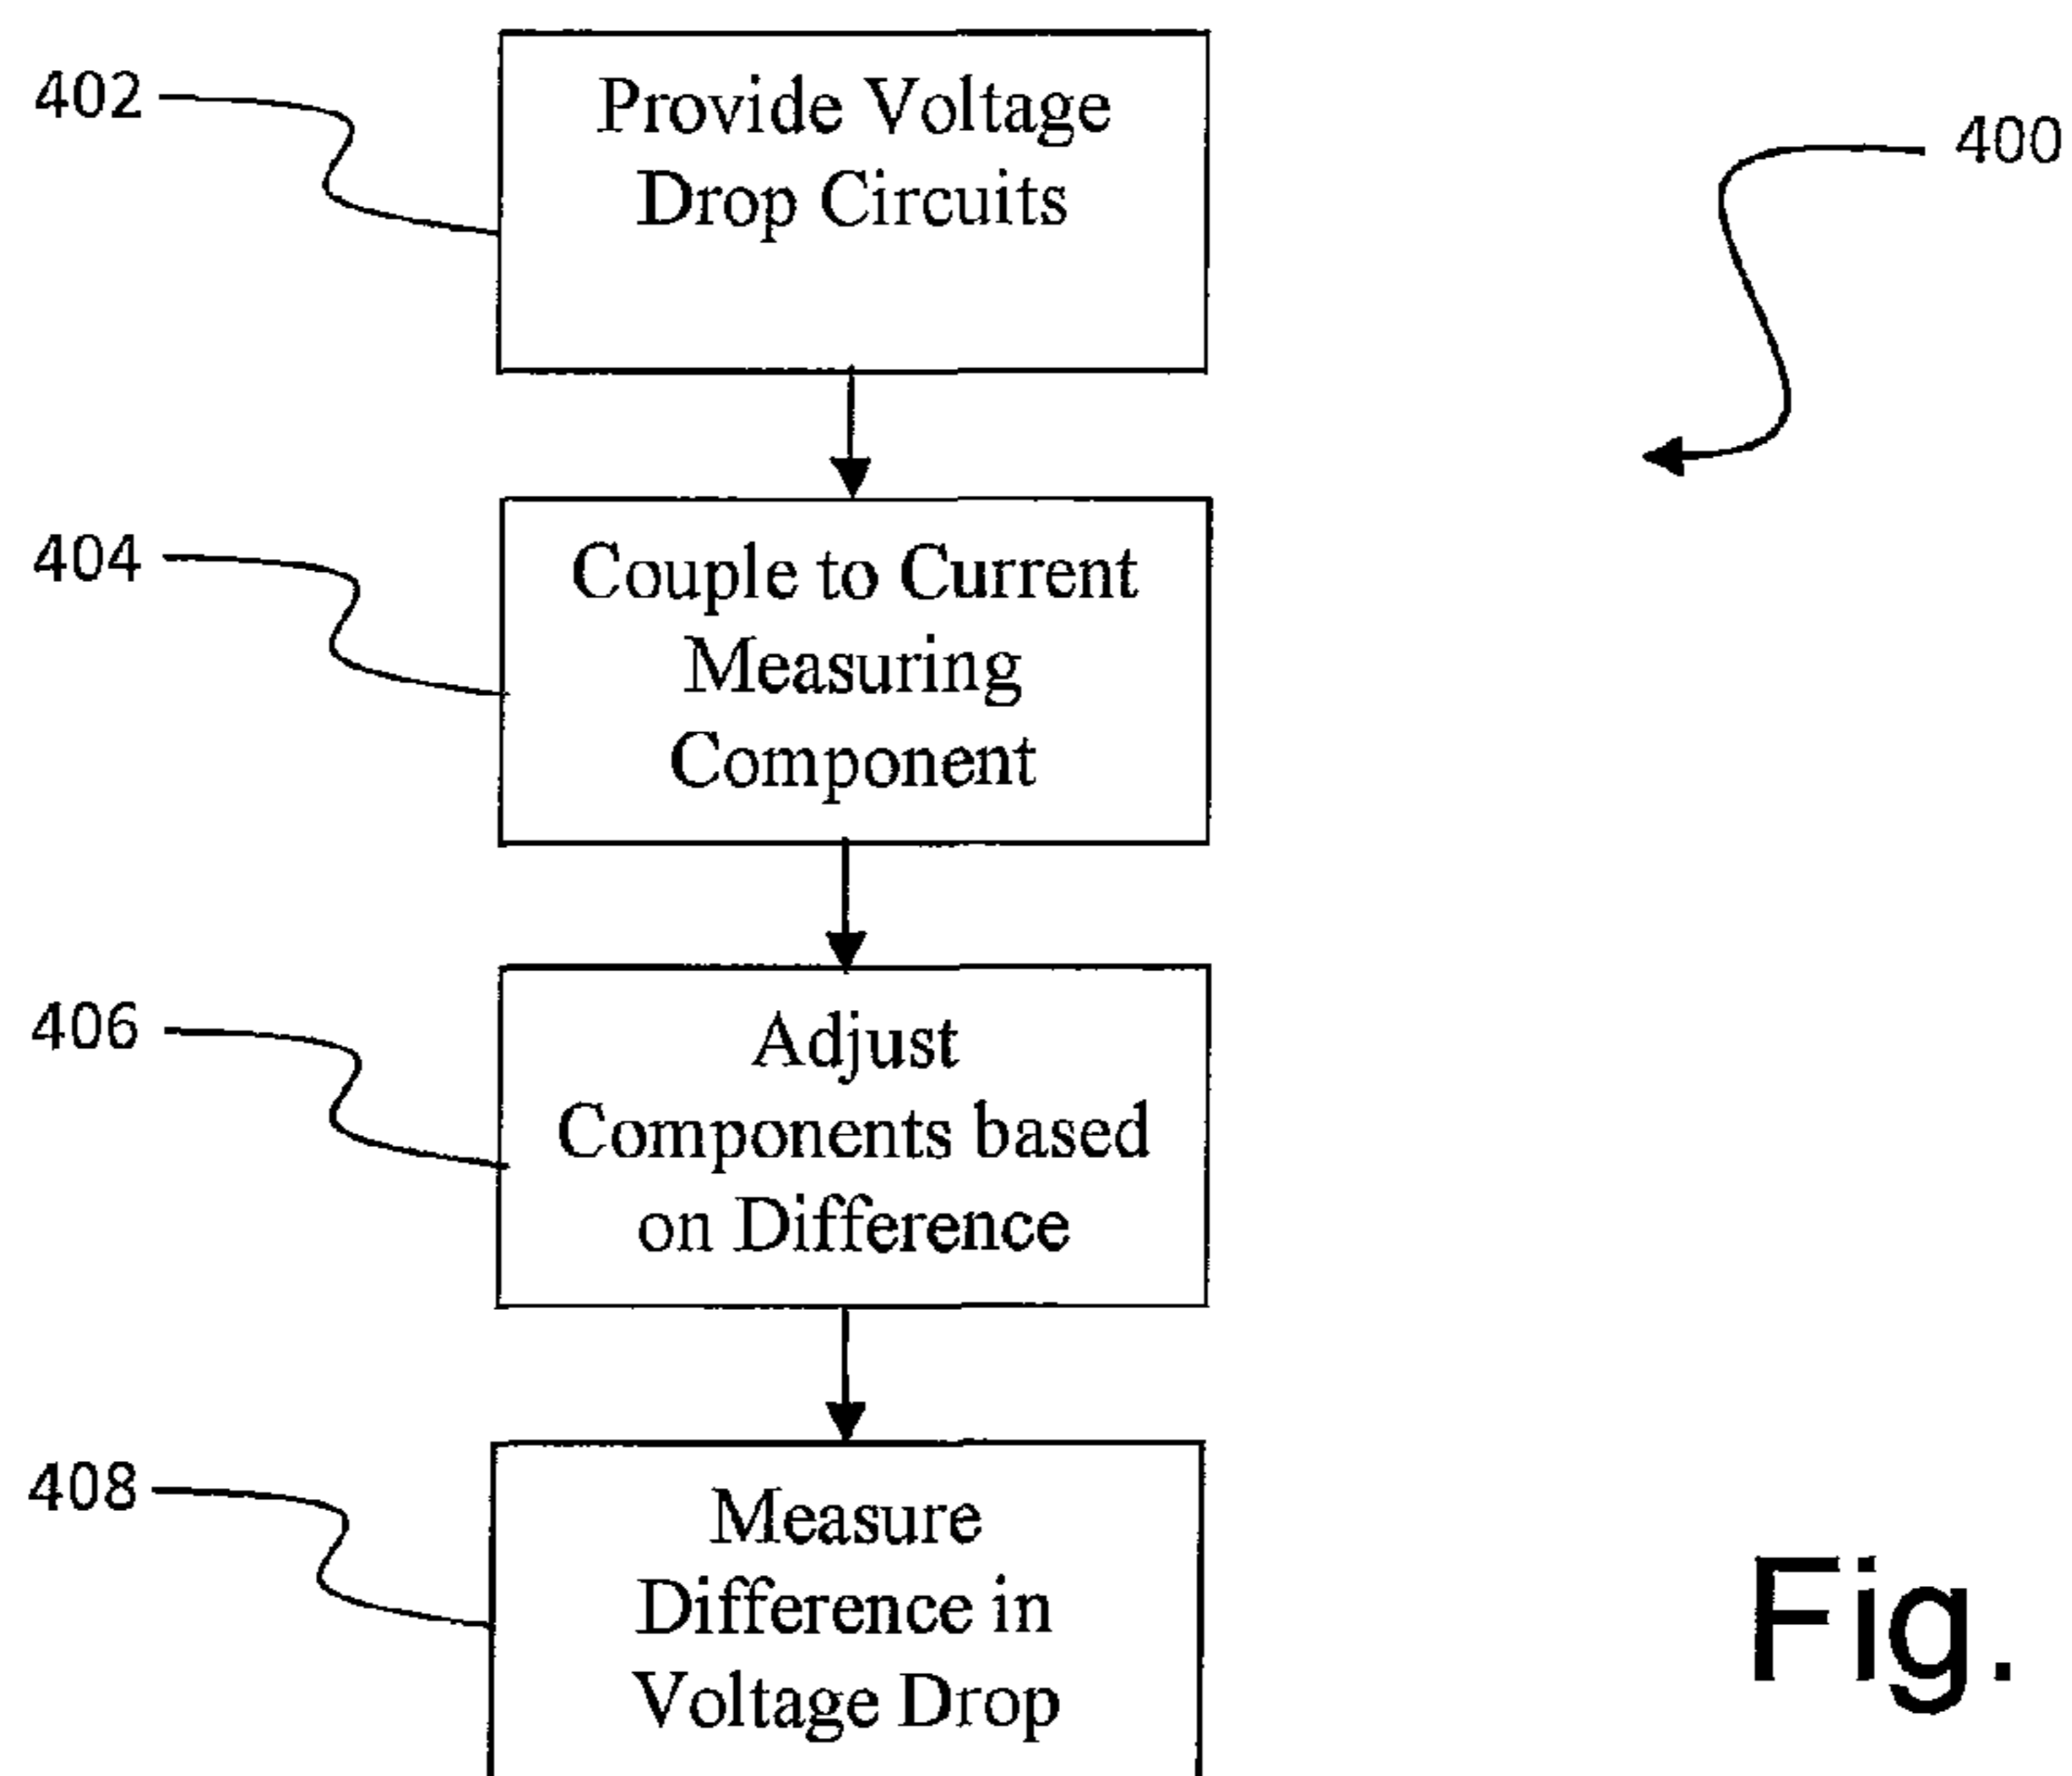 402
Provide Voltage
Drop Circuits
400
404
Couple to Current
Measuring
Component
406
Adjust
Components based
on Difference
408
Measure
Difference in
Voltage Drop
Fig.